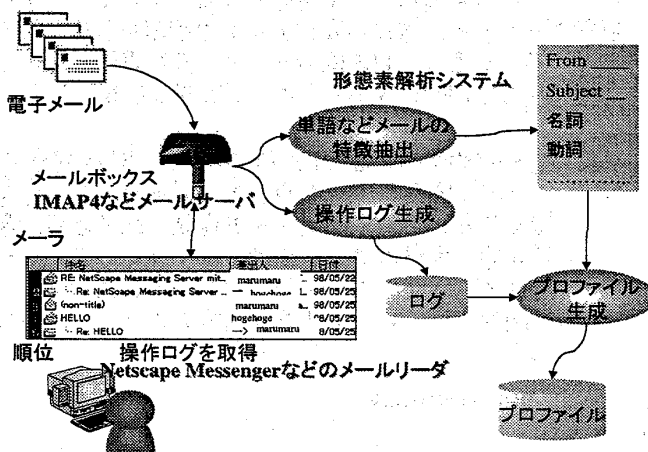 電子メール
形態素解析システム
単語などメールの
特徴抽出
From
Subject
名詞
動詞
メールボックス
IMAP4などメールサーバ
操作ログ生成
メーラ
件名 差出人 日付
RE: NetScape Messaging Server mit... marumaru 98/05/22
Re: NetScape Messaging Server... hogehoge 98/05/25
(non-title) marumaru 98/05/25
HELLO hogehoge 98/05/25
Re: HELLO —> marumaru 8/05/25
ログ
プロファイル
生成
順位
操作ログを取得
Netscape Messengerなどのメールリーダ
プロファイル